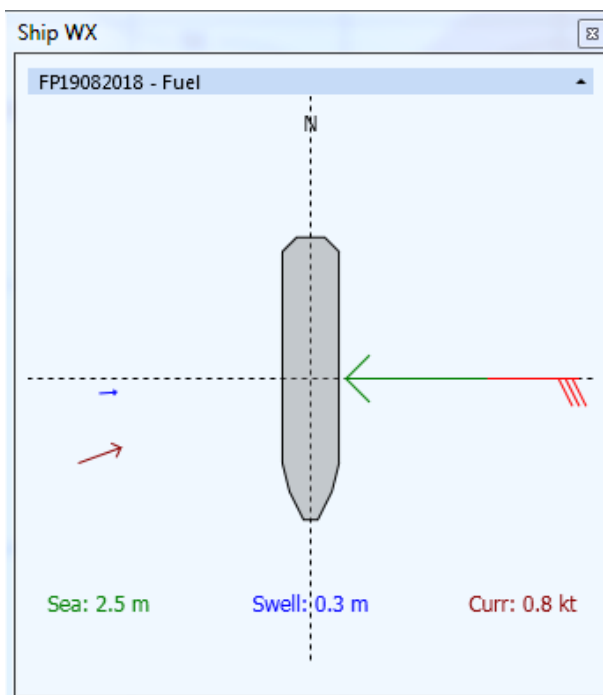 Ship WX
FP19082018 - Fuel
N
Sea: 2.5 m
Swell: 0.3 m
Curr: 0.8 kt